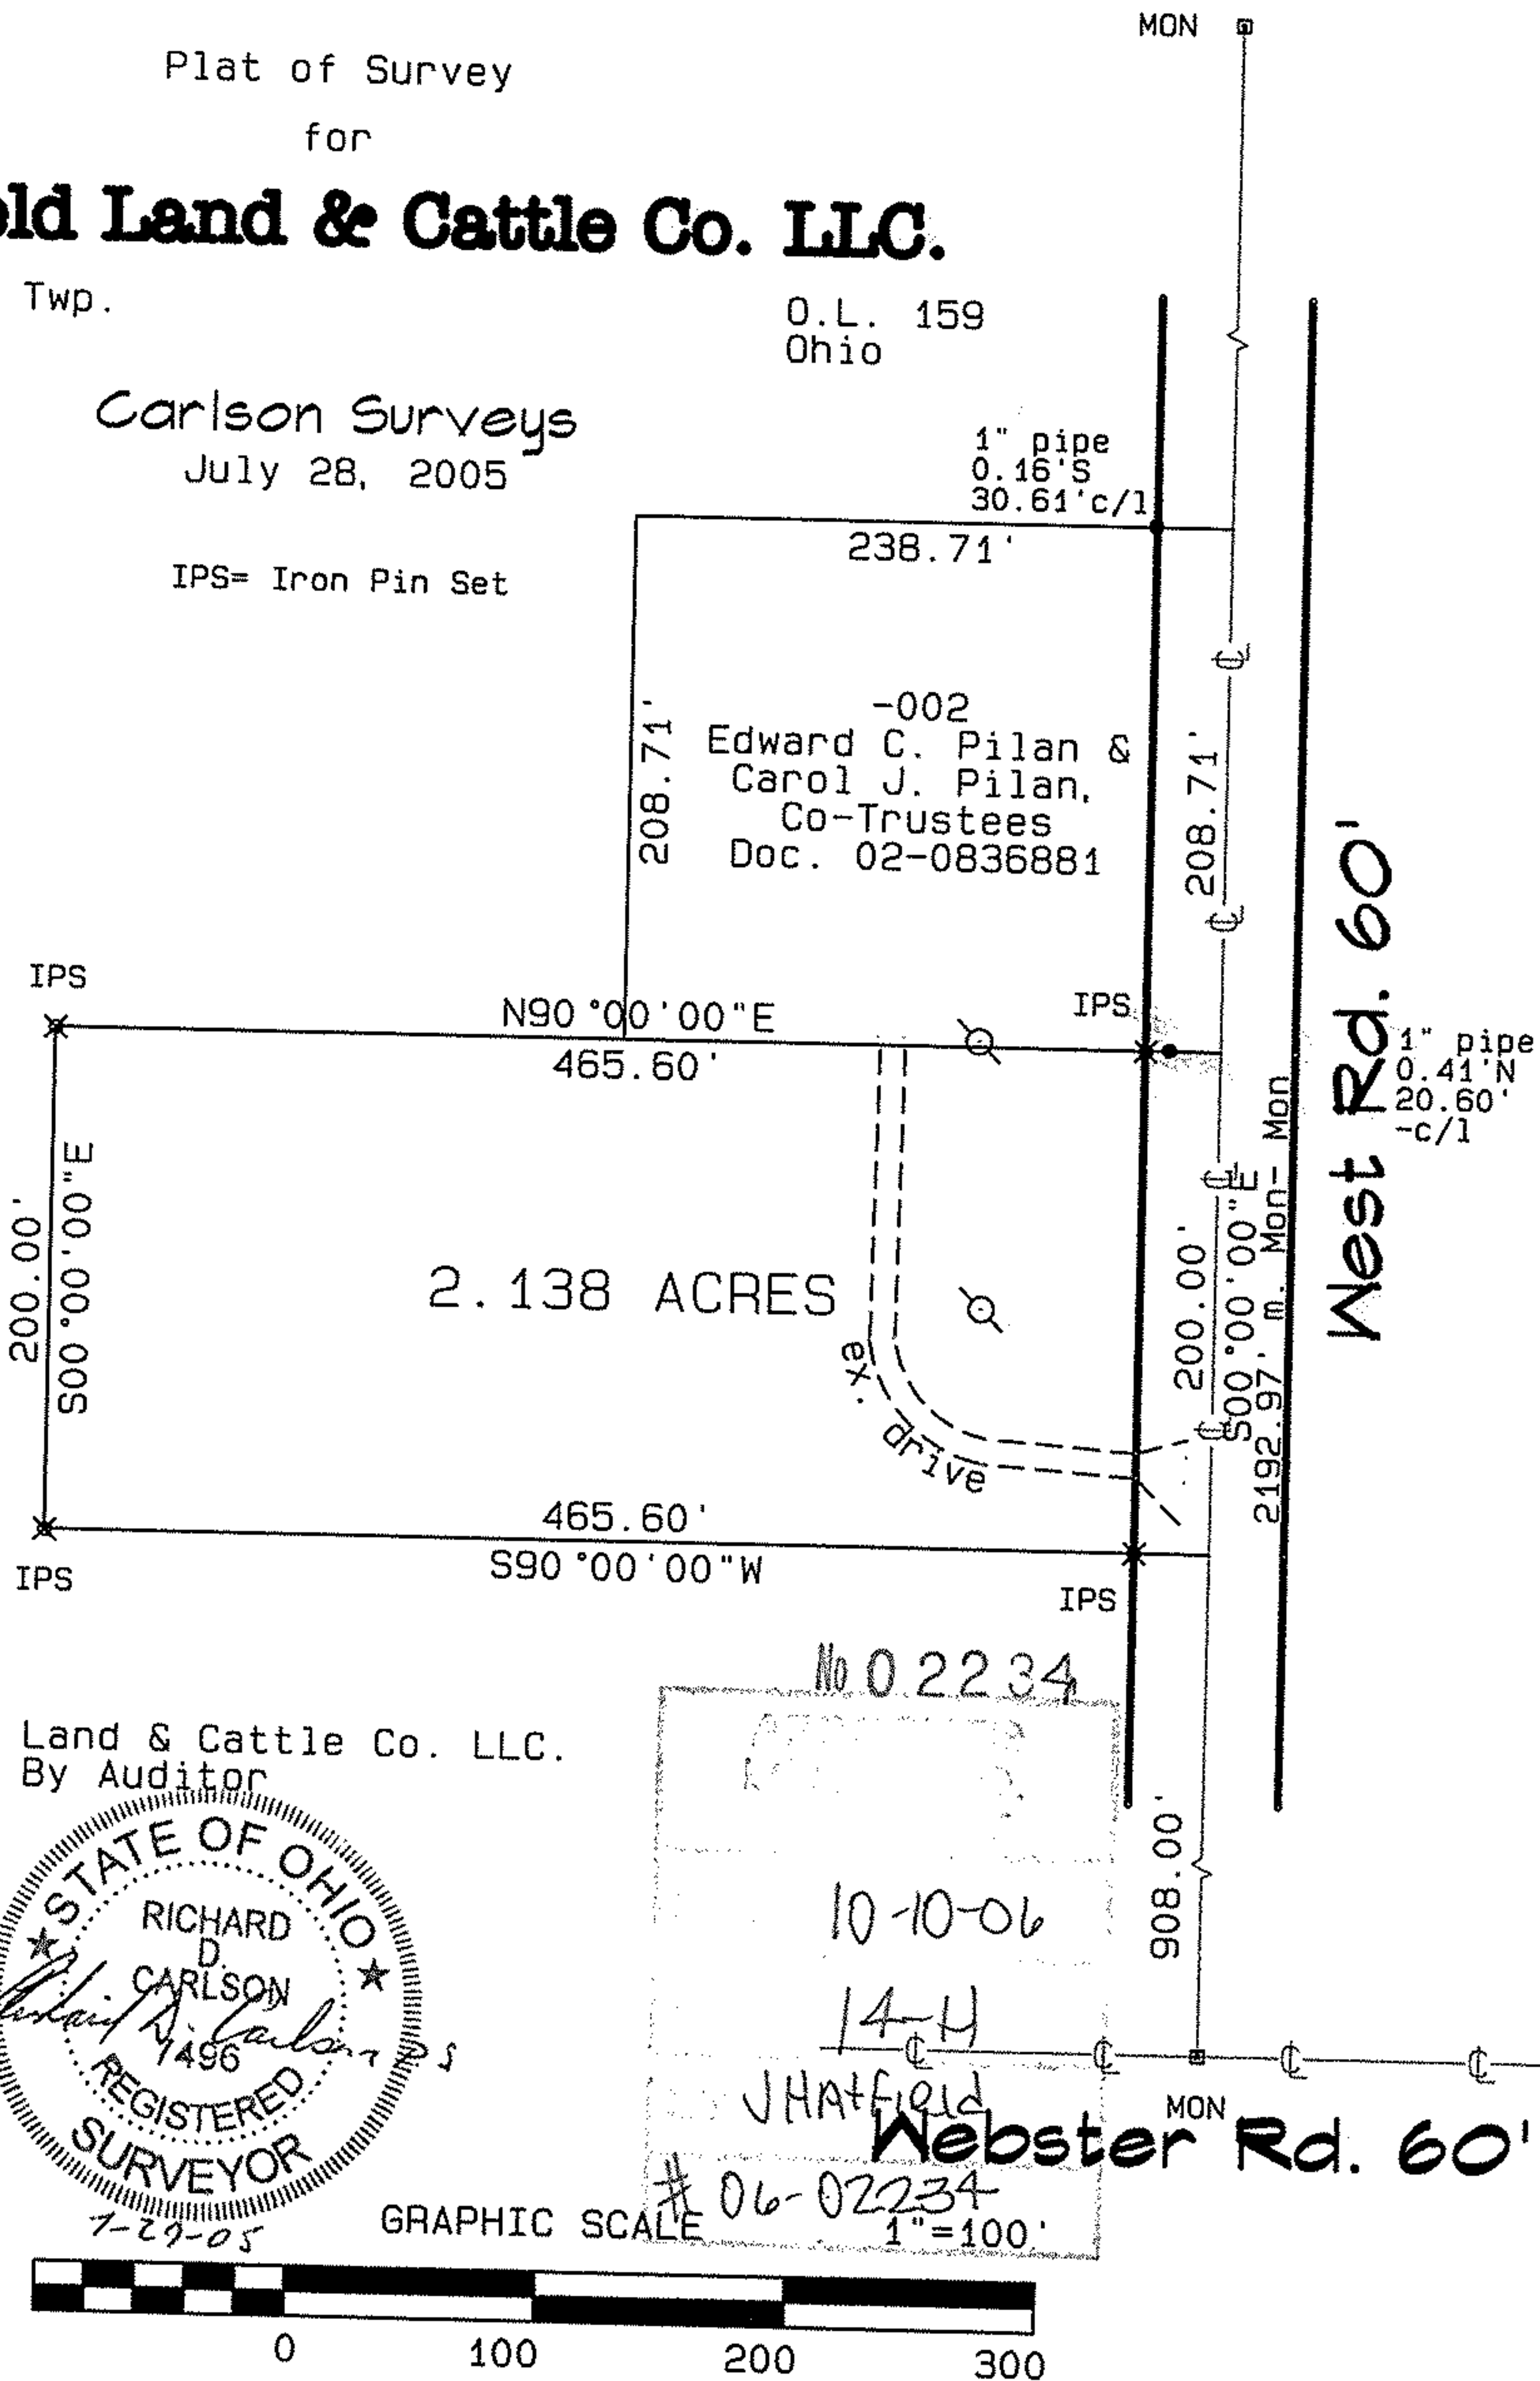 MON
Plat of Survey
for
ld Land & Cattle Co. LLC.
Twp.
O.L. 159
Ohio
Carlson Surveys
July 28, 2005
1" pipe
0.16'S
30.61'c/l
238.71'
IPS= Iron Pin Set
208.71'
-002
Edward C. Pilan &
Carol J. Pilan,
Co-Trustees
Doc. 02-0836881
208.71'
West Rd. 60'
IPS
N90°00'00"E
465.60'
IPS
1" pipe
0.41'N
20.60'
-c/l
200.00'
S00°00'00"E
2.138 ACRES
ex. drive
200.00'
S00°00'00"E
2192.97' m. Mon- Mon
465.60'
S90°00'00"W
IPS
IPS
No 02234
Land & Cattle Co. LLC.
By Auditor
908.00'
STATE OF OHIO
RICHARD
D.
CARLSON
Richard D. Carlson PS
7496
REGISTERED
SURVEYOR
7-29-05
10-10-06
14-H
JHAtfield
MON
Webster Rd. 60'
# 06-02234
GRAPHIC SCALE
1"=100'
0 100 200 300